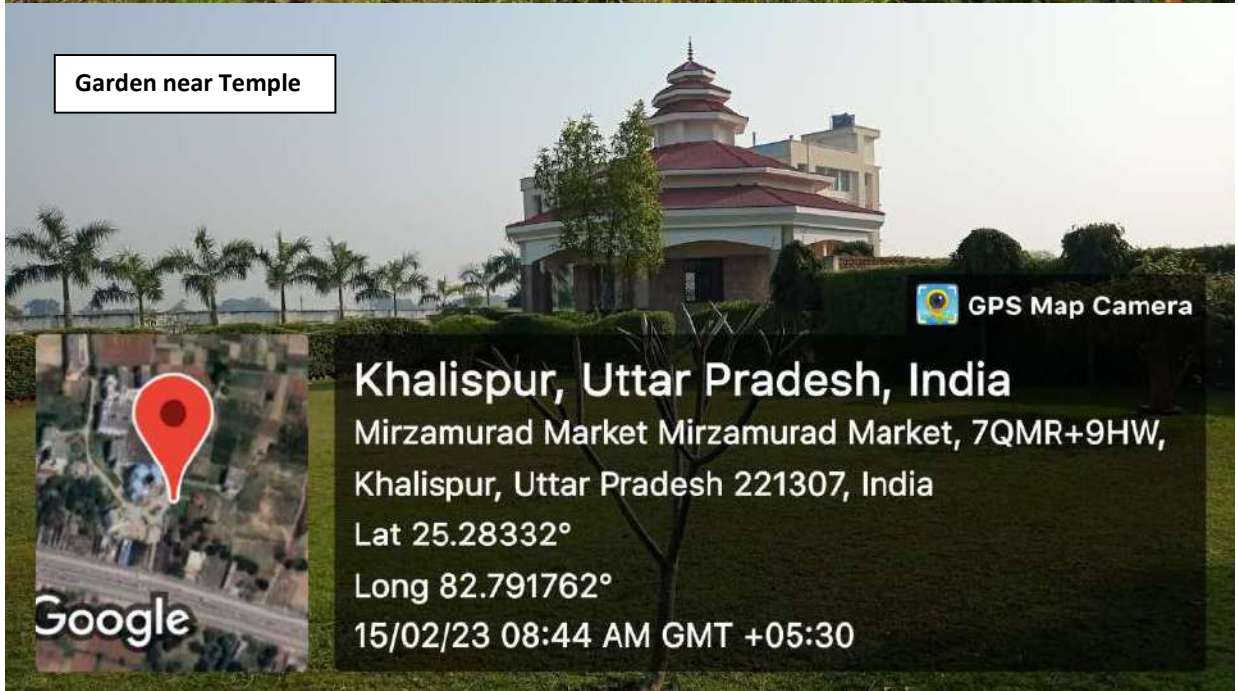 Garden near Temple
GPS Map Camera
Khalispur, Uttar Pradesh, India
Mirzamurad Market Mirzamurad Market, 7QMR+9HW,
Khalispur, Uttar Pradesh 221307, India
Lat 25.28332°
Long 82.791762°
15/02/23 08:44 AM GMT +05:30
Google